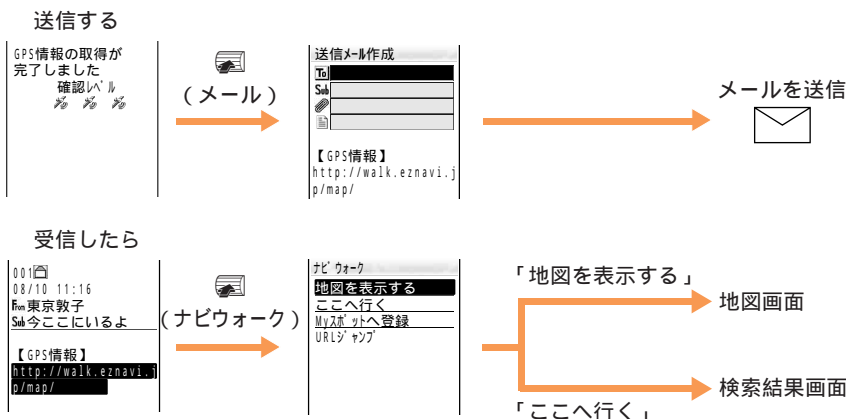 送信する
GPS情報の取得が
完了しました
確認ﾚﾍﾞﾙ
(メール)
送信ﾒｰﾙ作成
To
Sub
【GPS情報】
http://walk.eznavi.j
p/map/
メールを送信
受信したら
001
08/10 11:16
From東京敦子
Sub今ここにいるよ
【GPS情報】
http://walk.eznavi.j
p/map/
(ナビウォーク)
ﾅﾋﾞｳｫｰｸ
地図を表示する
ここへ行く
Myｽﾎﾟｯﾄへ登録
URLｼﾞｬﾝﾌﾟ
「地図を表示する」
地図画面
検索結果画面
「ここへ行く」